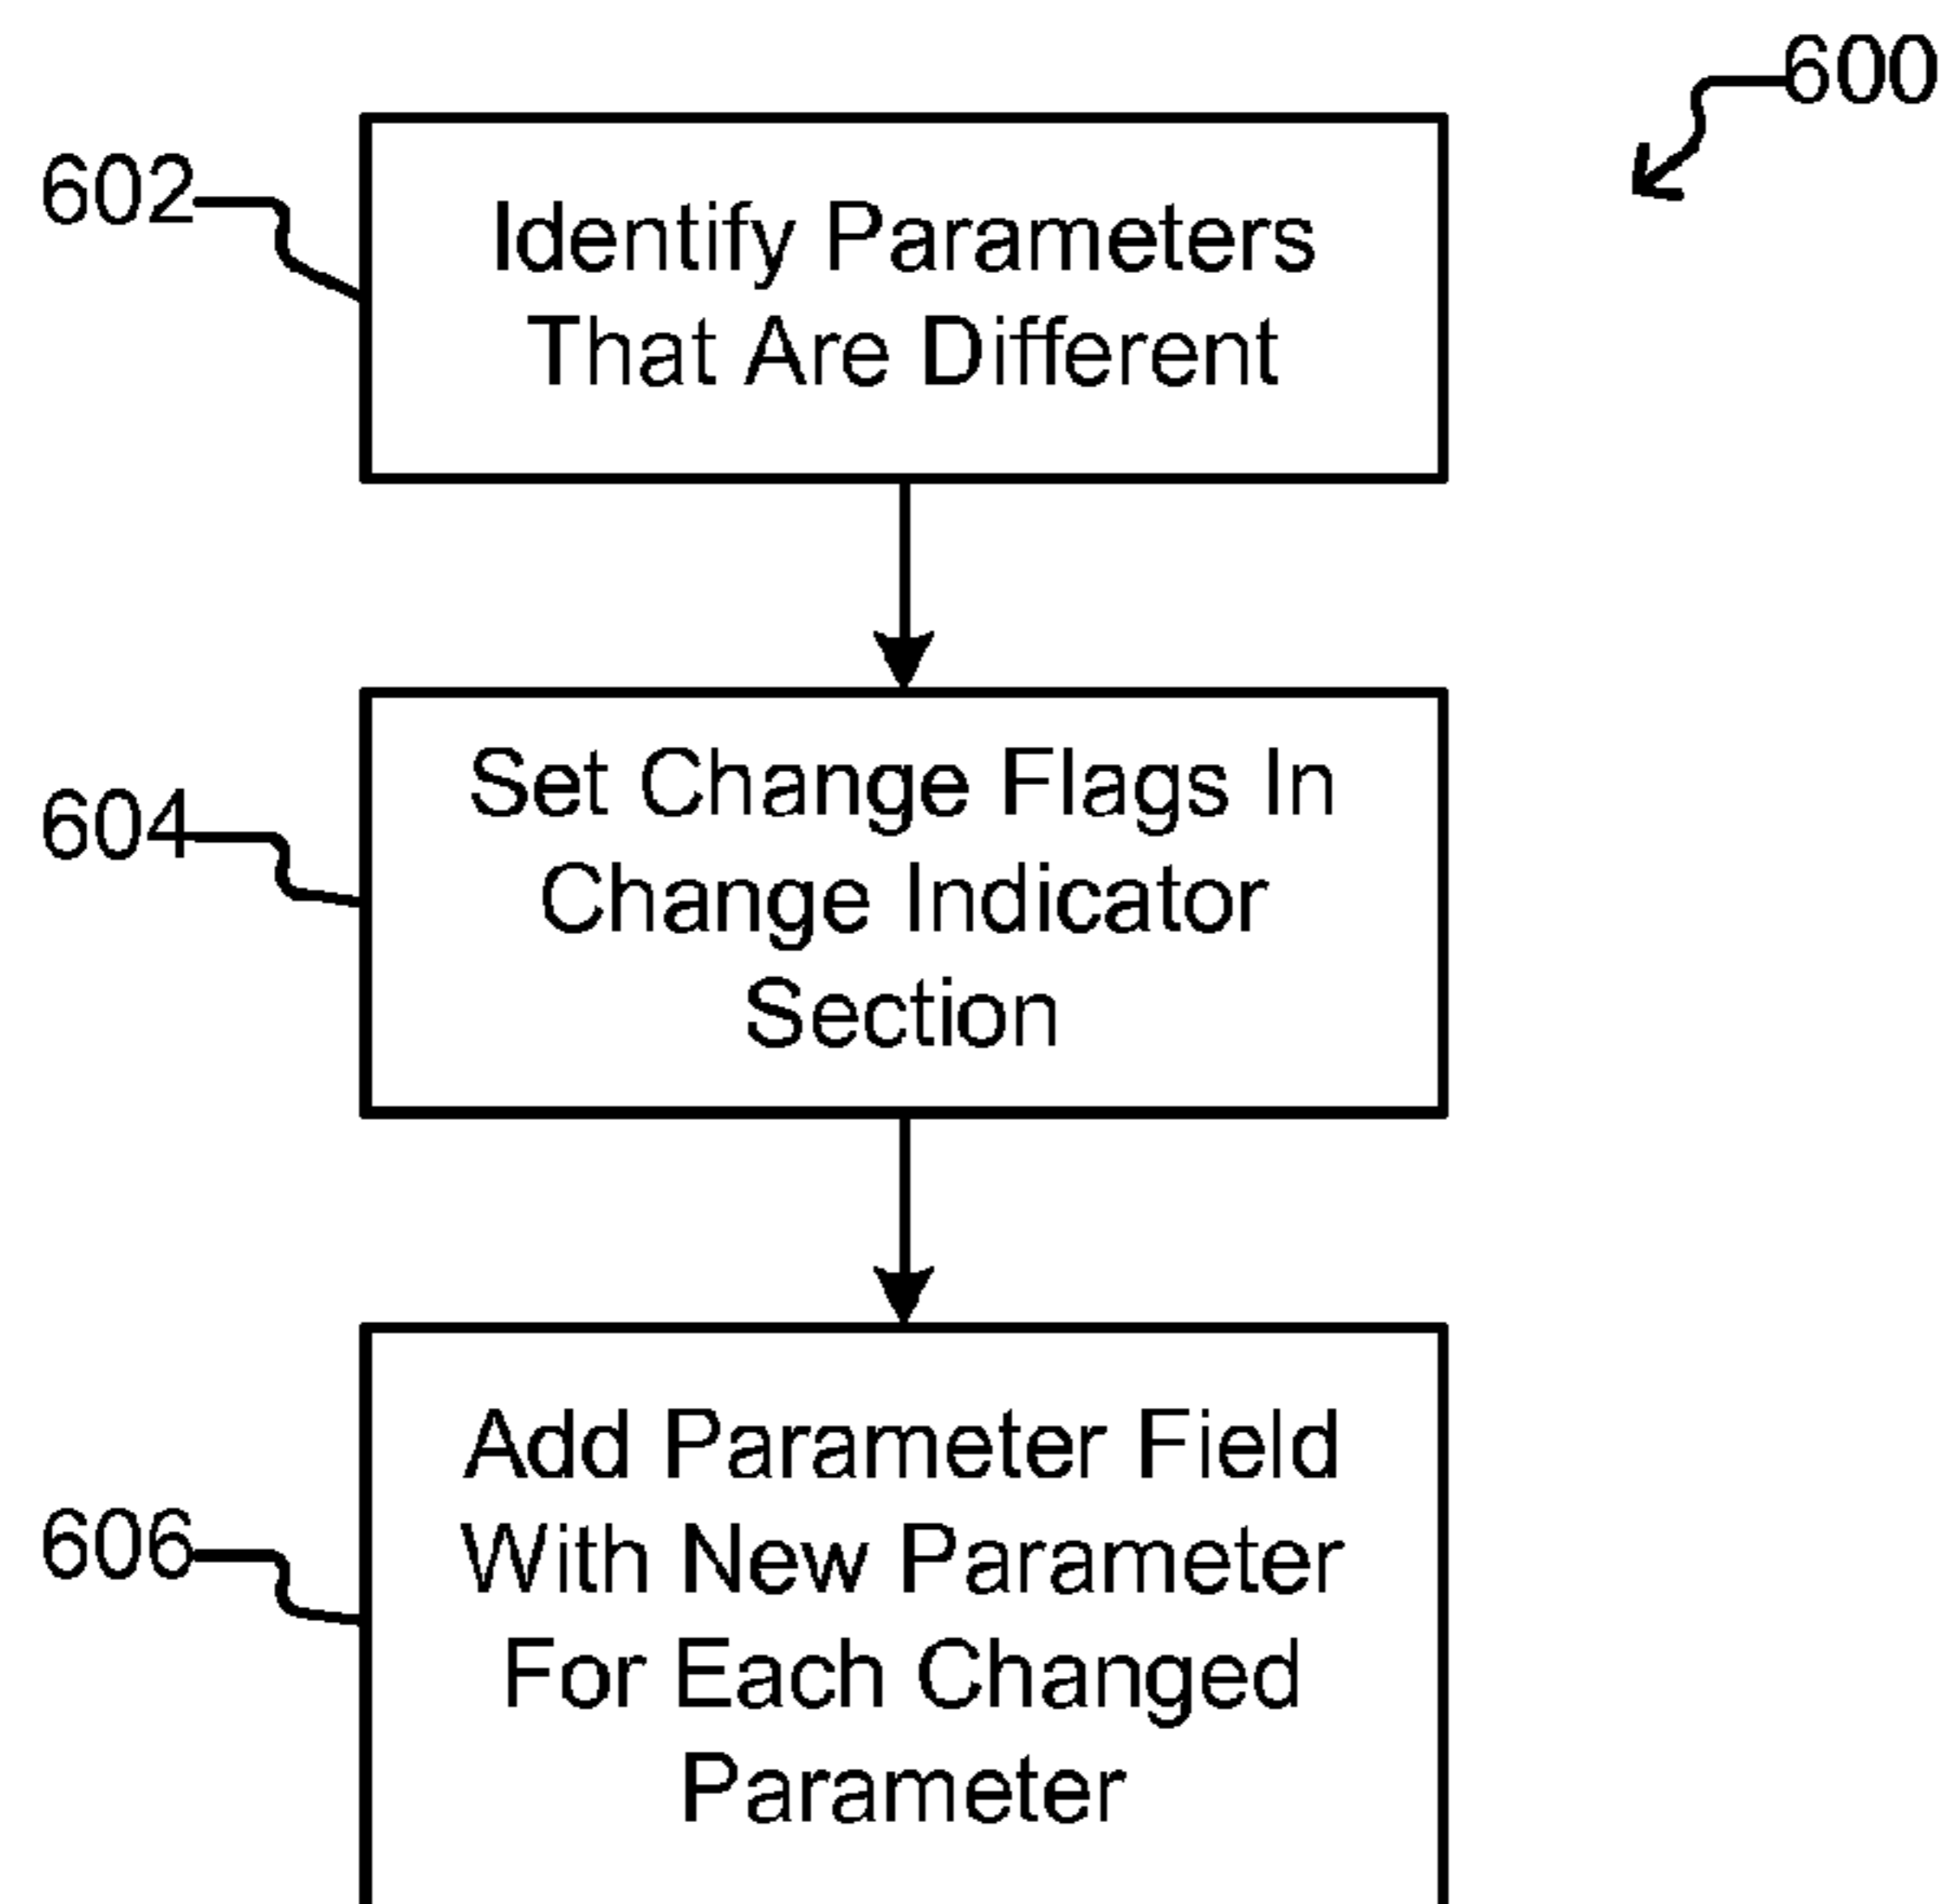 600
602
Identify Parameters
That Are Different
604
Set Change Flags In
Change Indicator
Section
606
Add Parameter Field
With New Parameter
For Each Changed
Parameter